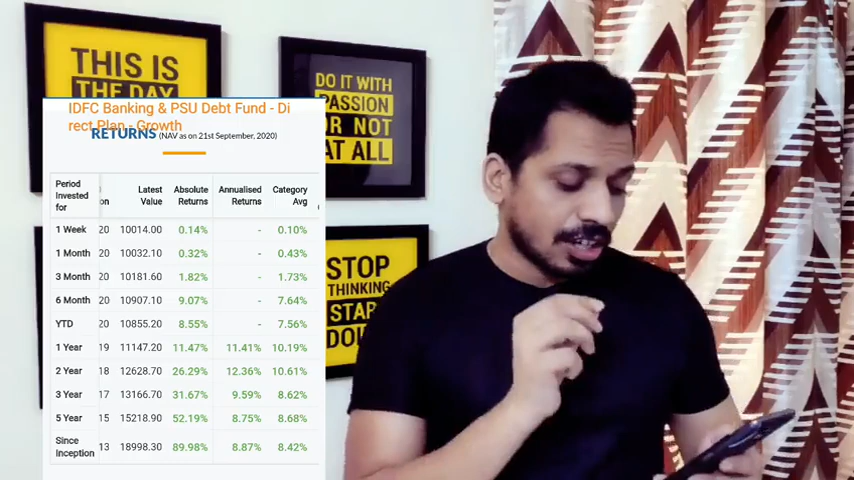 THIS IS
THE DAY
DO IT WITH
PASSION
OR NOT
AT ALL
STOP
THINKING
START
DOIN
IDFC Banking & PSU Debt Fund - Di
rect Plan - Growth
RETURNS (NAV as on 21st September, 2020)
Period Invested for on Latest Value Absolute Returns Annualised Returns Category Avg
1 Week 20 10014.00 0.14% - 0.10%
1 Month 20 10032.10 0.32% - 0.43%
3 Month 20 10181.60 1.82% - 1.73%
6 Month 20 10907.10 9.07% - 7.64%
YTD 20 10855.20 8.55% - 7.56%
1 Year 19 11147.20 11.47% 11.41% 10.19%
2 Year 18 12628.70 26.29% 12.36% 10.61%
3 Year 17 13166.70 31.67% 9.59% 8.62%
5 Year 15 15218.90 52.19% 8.75% 8.68%
Since Inception 13 18998.30 89.98% 8.87% 8.42%